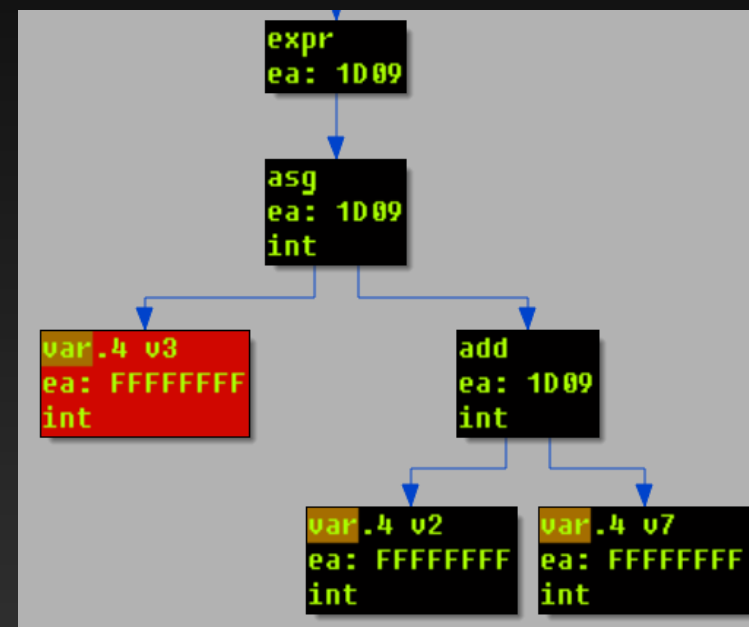 expr
ea: 1D09
asg
ea: 1D09
int
var.4 v3
ea: FFFFFFFF
int
add
ea: 1D09
int
var.4 v2
ea: FFFFFFFF
int
var.4 v7
ea: FFFFFFFF
int